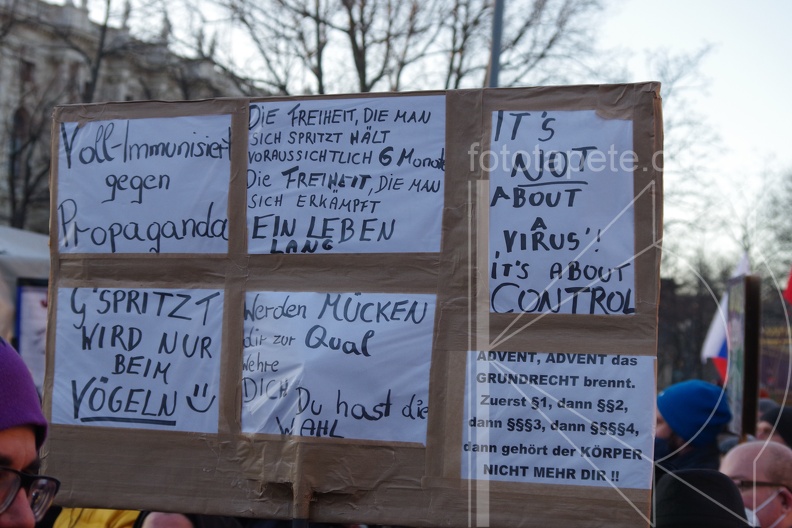 Voll-Immunisiert
gegen
Propaganda
DIE FREIHEIT, DIE MAN
SICH SPRITZT HÄLT
VORAUSSICHTLICH 6 Monate
Die FREIHEIT, DIE MAN
SICH ERKÄMPFT
EIN LEBEN
LANG
IT'S
NOT
ABOUT
A
'VIRUS'!
IT'S ABOUT
CONTROL
G'SPRITZT
WIRD NUR
BEIM
VÖGELN
Werden MÜCKEN
dir zur Qual
Wehre
DICH
Du hast die
WAHL
ADVENT, ADVENT das
GRUNDRECHT brennt.
Zuerst §1, dann §§2,
dann §§§3, dann §§§§4,
dann gehört der KÖRPER
NICHT MEHR DIR !!